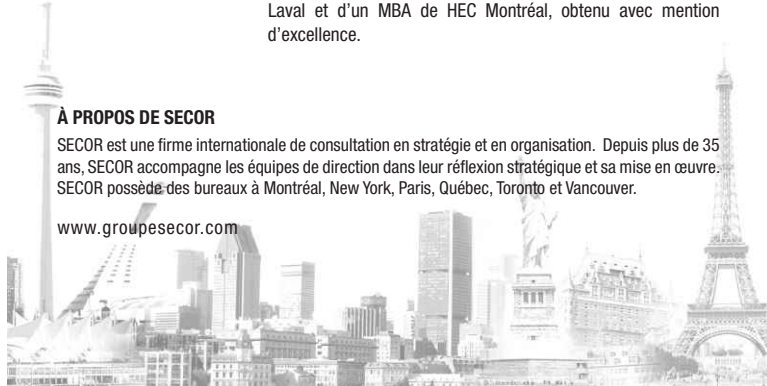 Laval et d’un MBA de HEC Montréal, obtenu avec mention
d’excellence.
À PROPOS DE SECOR
SECOR est une firme internationale de consultation en stratégie et en organisation. Depuis plus de 35
ans, SECOR accompagne les équipes de direction dans leur réflexion stratégique et sa mise en œuvre.
SECOR possède des bureaux à Montréal, New York, Paris, Québec, Toronto et Vancouver.
www.groupesecor.com